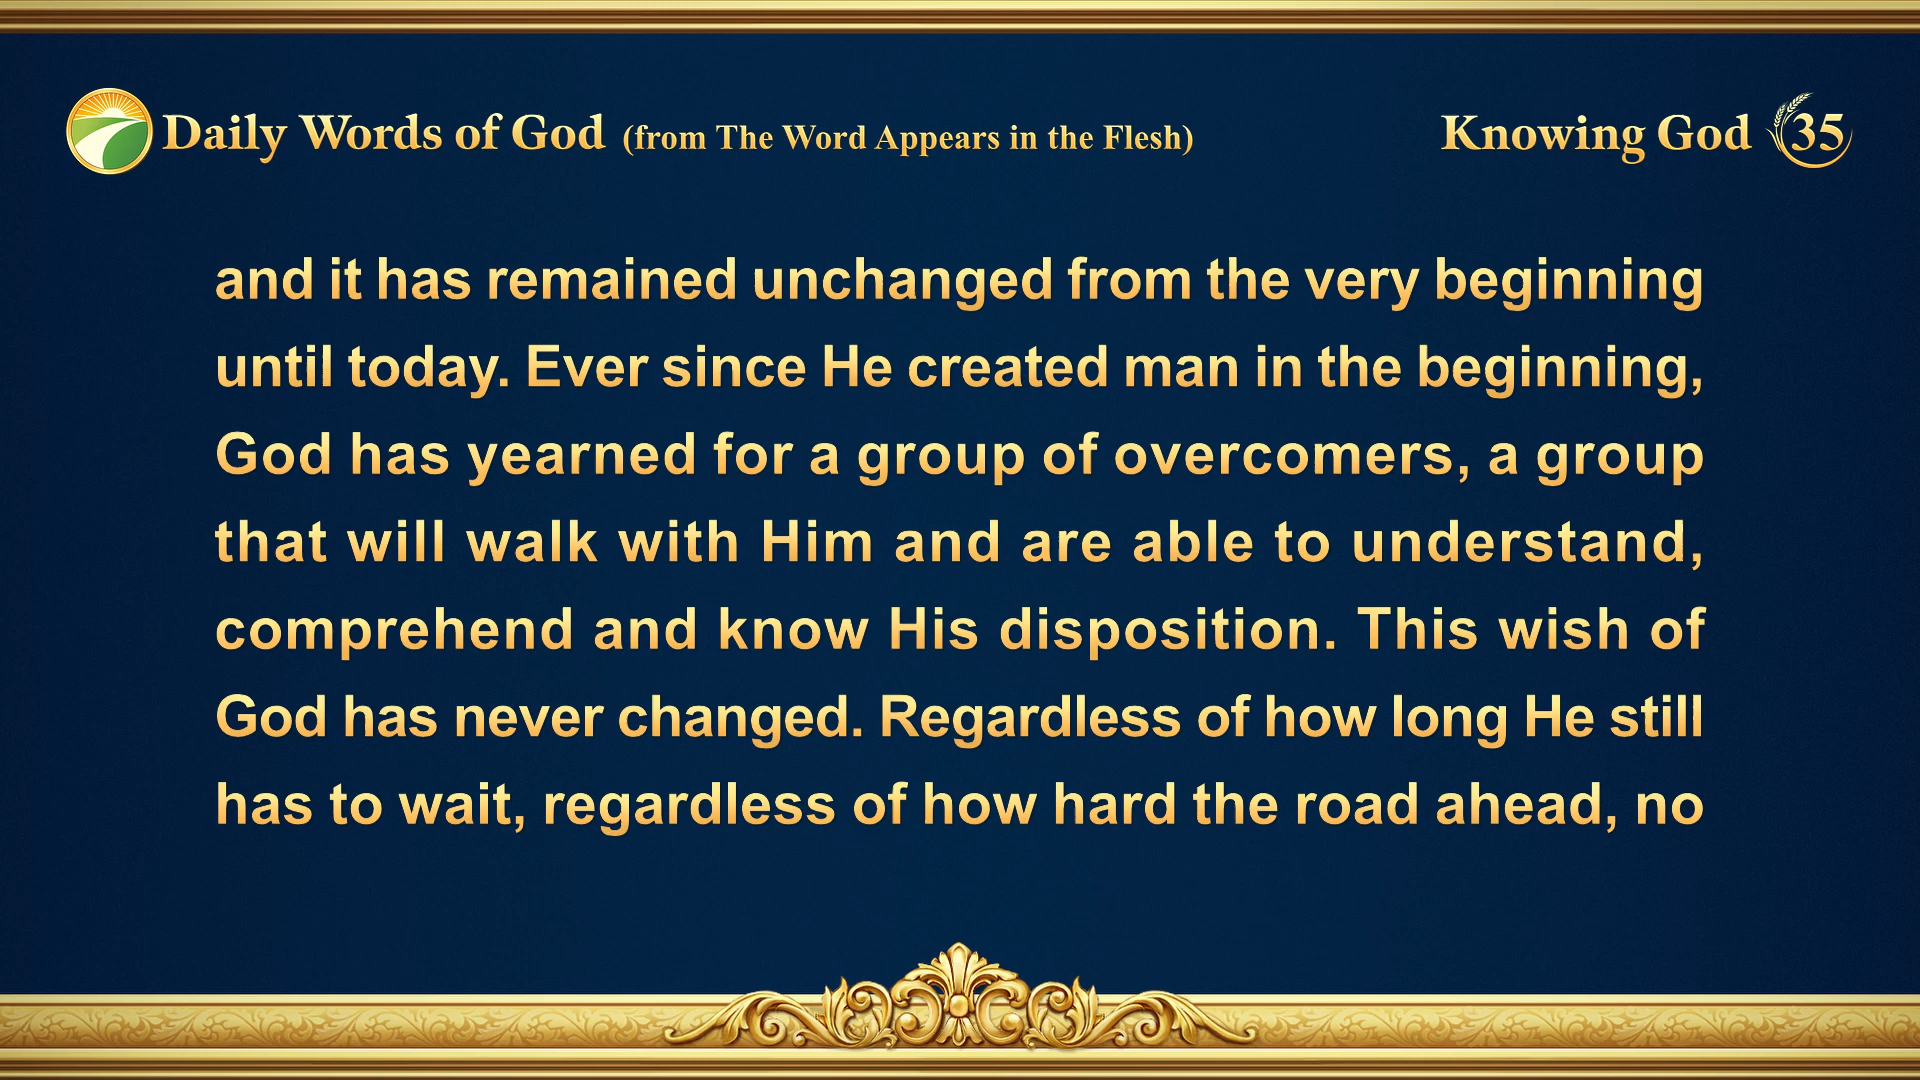 Daily Words of God (from The Word Appears in the Flesh)
Knowing God 35
and it has remained unchanged from the very beginning
until today. Ever since He created man in the beginning,
God has yearned for a group of overcomers, a group
that will walk with Him and are able to understand,
comprehend and know His disposition. This wish of
God has never changed. Regardless of how long He still
has to wait, regardless of how hard the road ahead, no